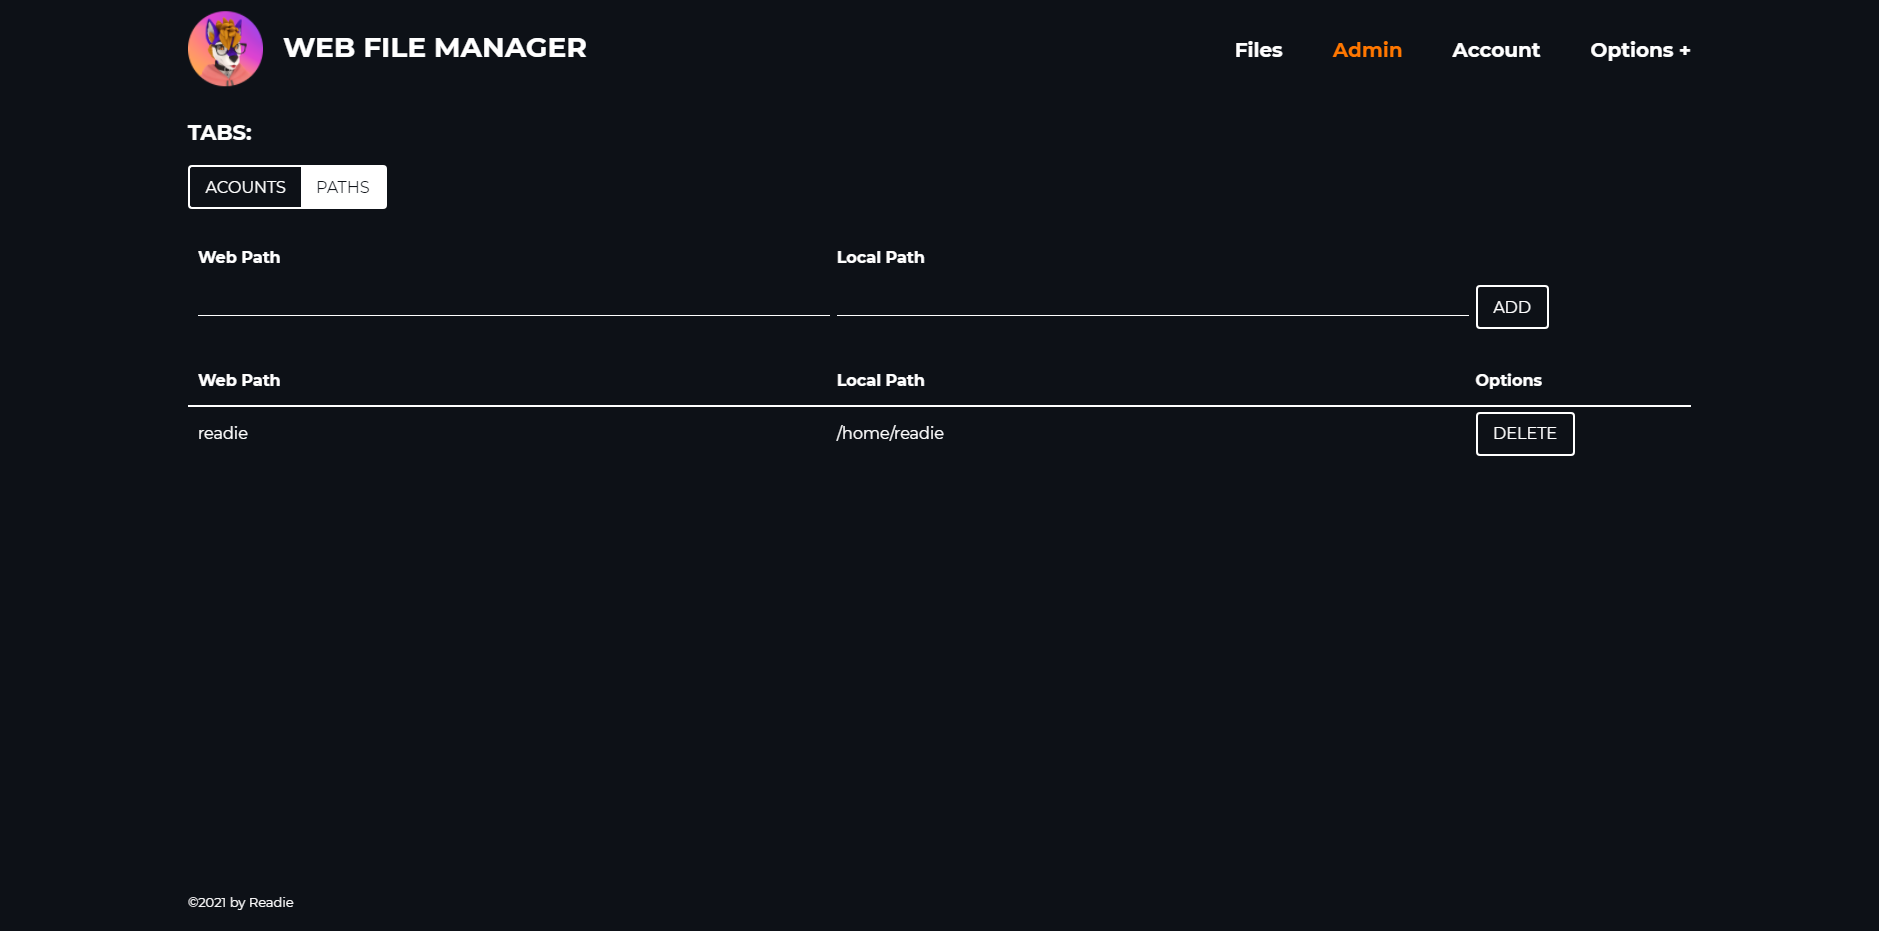 WEB FILE MANAGER
Files Admin Account Options +
TABS:
ACOUNTS PATHS
Web Path Local Path
ADD
Web Path Local Path Options
readie /home/readie DELETE
©2021 by Readie